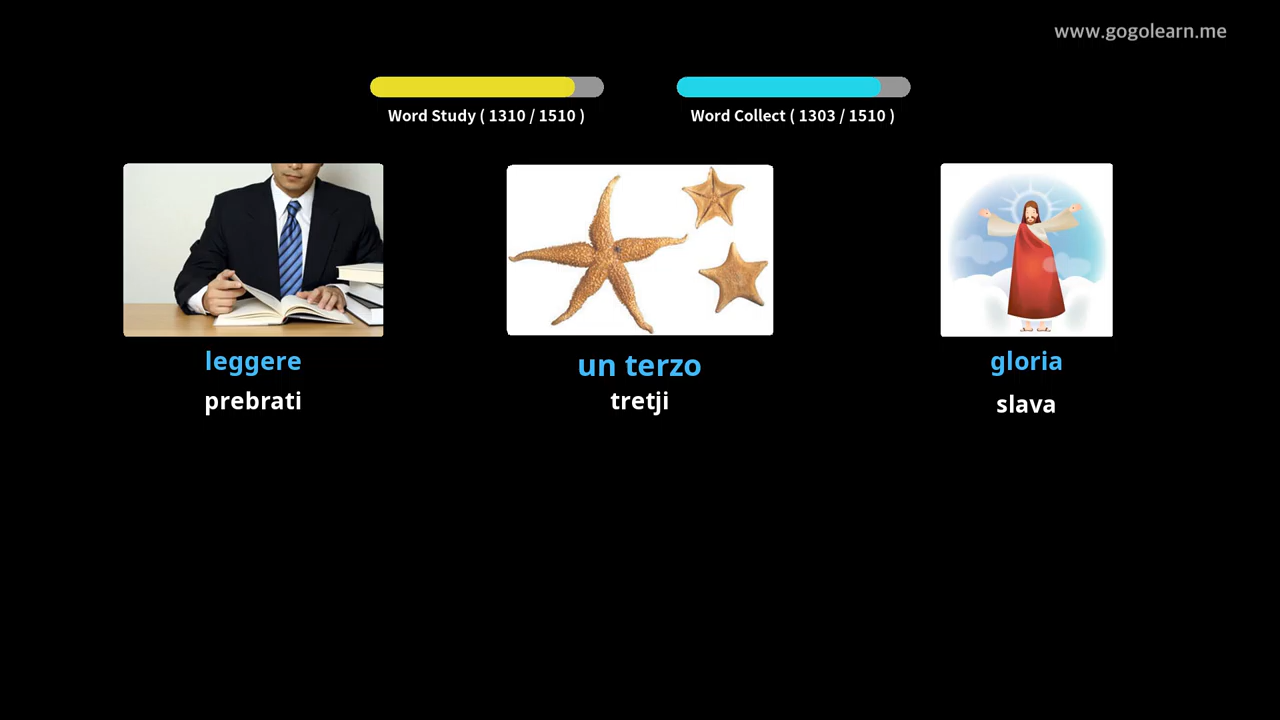 www.gogolearn.me
Word Study ( 1310 / 1510 )
Word Collect ( 1303 / 1510 )
leggere
prebrati
un terzo
tretji
gloria
slava